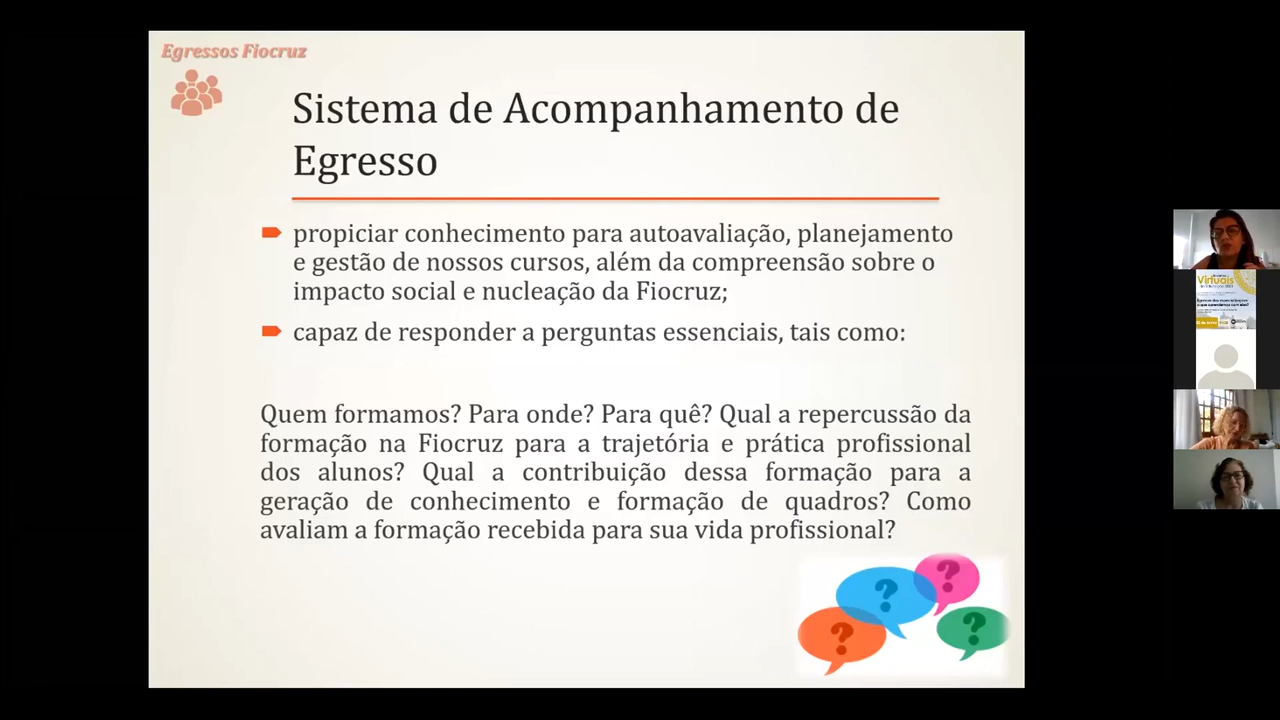 Egressos Fiocruz
Sistema de Acompanhamento de
Egresso
propiciar conhecimento para autoavaliação, planejamento
e gestão de nossos cursos, além da compreensão sobre o
impacto social e nucleação da Fiocruz;
capaz de responder a perguntas essenciais, tais como:
Quem formamos? Para onde? Para quê? Qual a repercussão da
formação na Fiocruz para a trajetória e prática profissional
dos alunos? Qual a contribuição dessa formação para a
geração de conhecimento e formação de quadros? Como
avaliam a formação recebida para sua vida profissional?
? ? ? ?
Virtuais